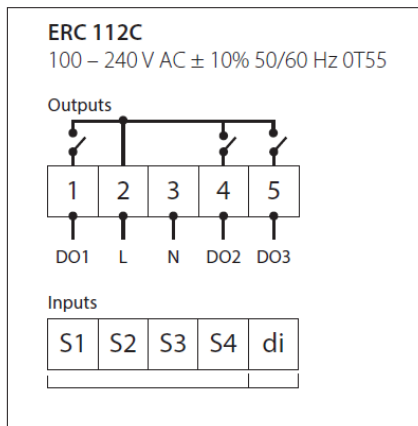 ERC 112C
100 – 240 V AC ± 10% 50/60 Hz 0T55
Outputs
1 2 3 4 5
DO1 L N DO2 DO3
Inputs
S1 S2 S3 S4 di